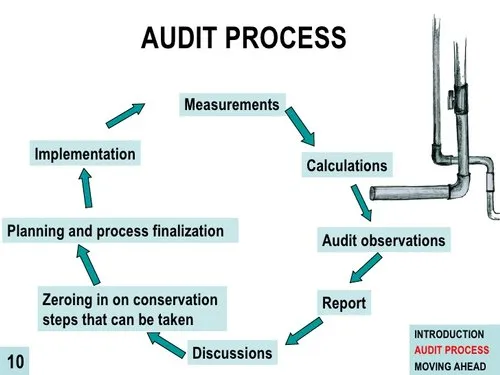 AUDIT PROCESS
Measurements
Calculations
Audit observations
Report
Discussions
Zeroing in on conservation
steps that can be taken
Planning and process finalization
Implementation
10
INTRODUCTION
AUDIT PROCESS
MOVING AHEAD